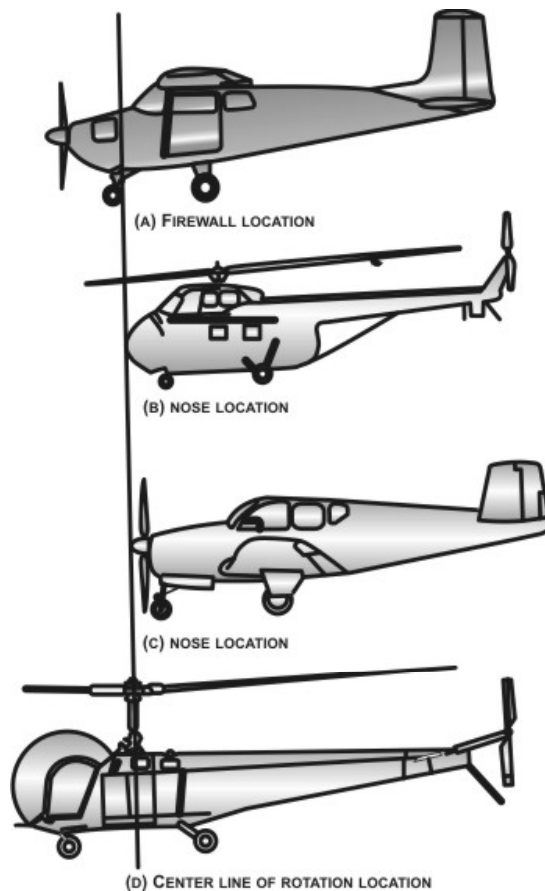 (A) FIREWALL LOCATION
(B) NOSE LOCATION
(C) NOSE LOCATION
(D) CENTER LINE OF ROTATION LOCATION